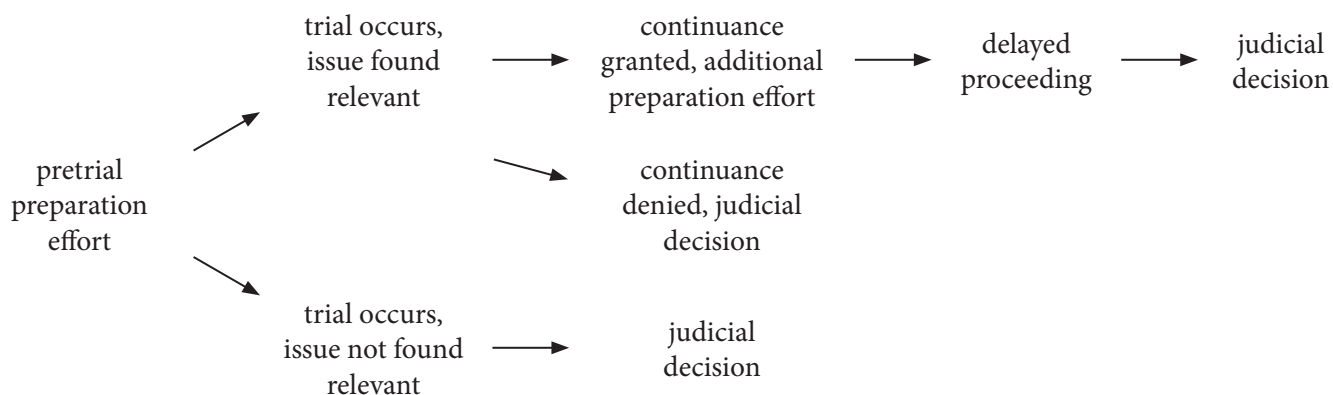 pretrial
preparation
effort
trial occurs,
issue found
relevant
continuance
granted, additional
preparation effort
delayed
proceeding
judicial
decision
continuance
denied, judicial
decision
trial occurs,
issue not found
relevant
judicial
decision